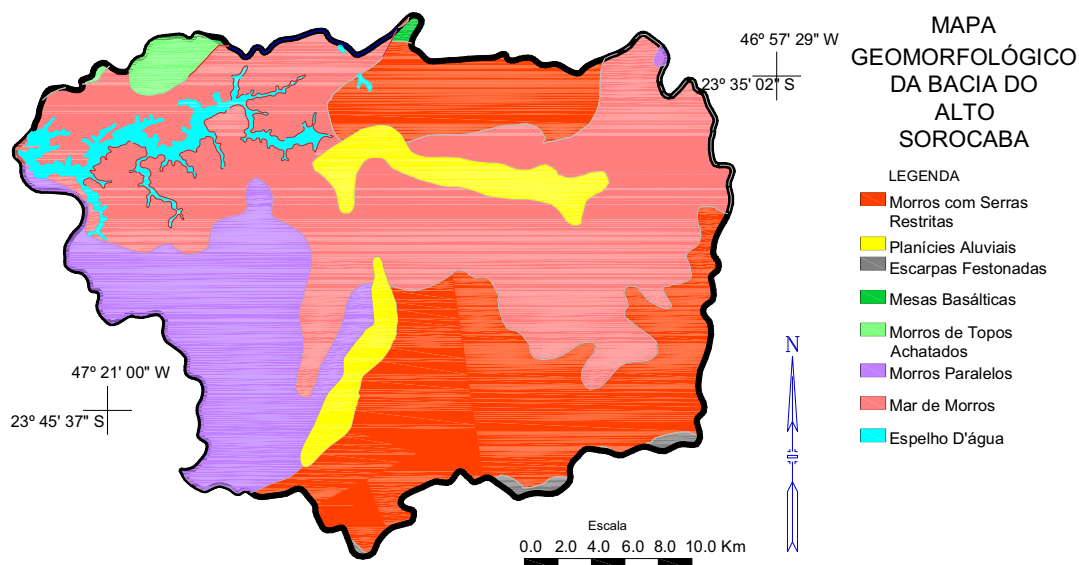 MAPA
GEOMORFOLÓGICO
DA BACIA DO
ALTO
SOROCABA
46º 57' 29" W
23º 35' 02" S
LEGENDA
Morros com Serras
Restritas
Planícies Aluviais
Escarpas Festonadas
Mesas Basálticas
Morros de Topos
Achatados
Morros Paralelos
Mar de Morros
Espelho D'água
47º 21' 00" W
23º 45' 37" S
N
Escala
0.0 2.0 4.0 6.0 8.0 10.0 Km